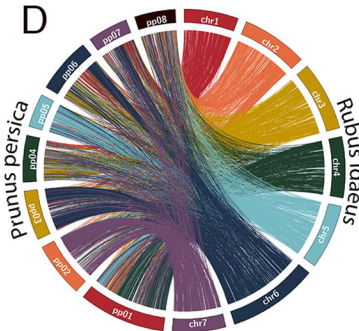 D
pp07
pp08
chr1
chr2
chr3
chr4
chr5
chr6
chr7
pp01
pp02
pp03
pp04
pp05
pp06
Prunus persica
Rubus idaeus